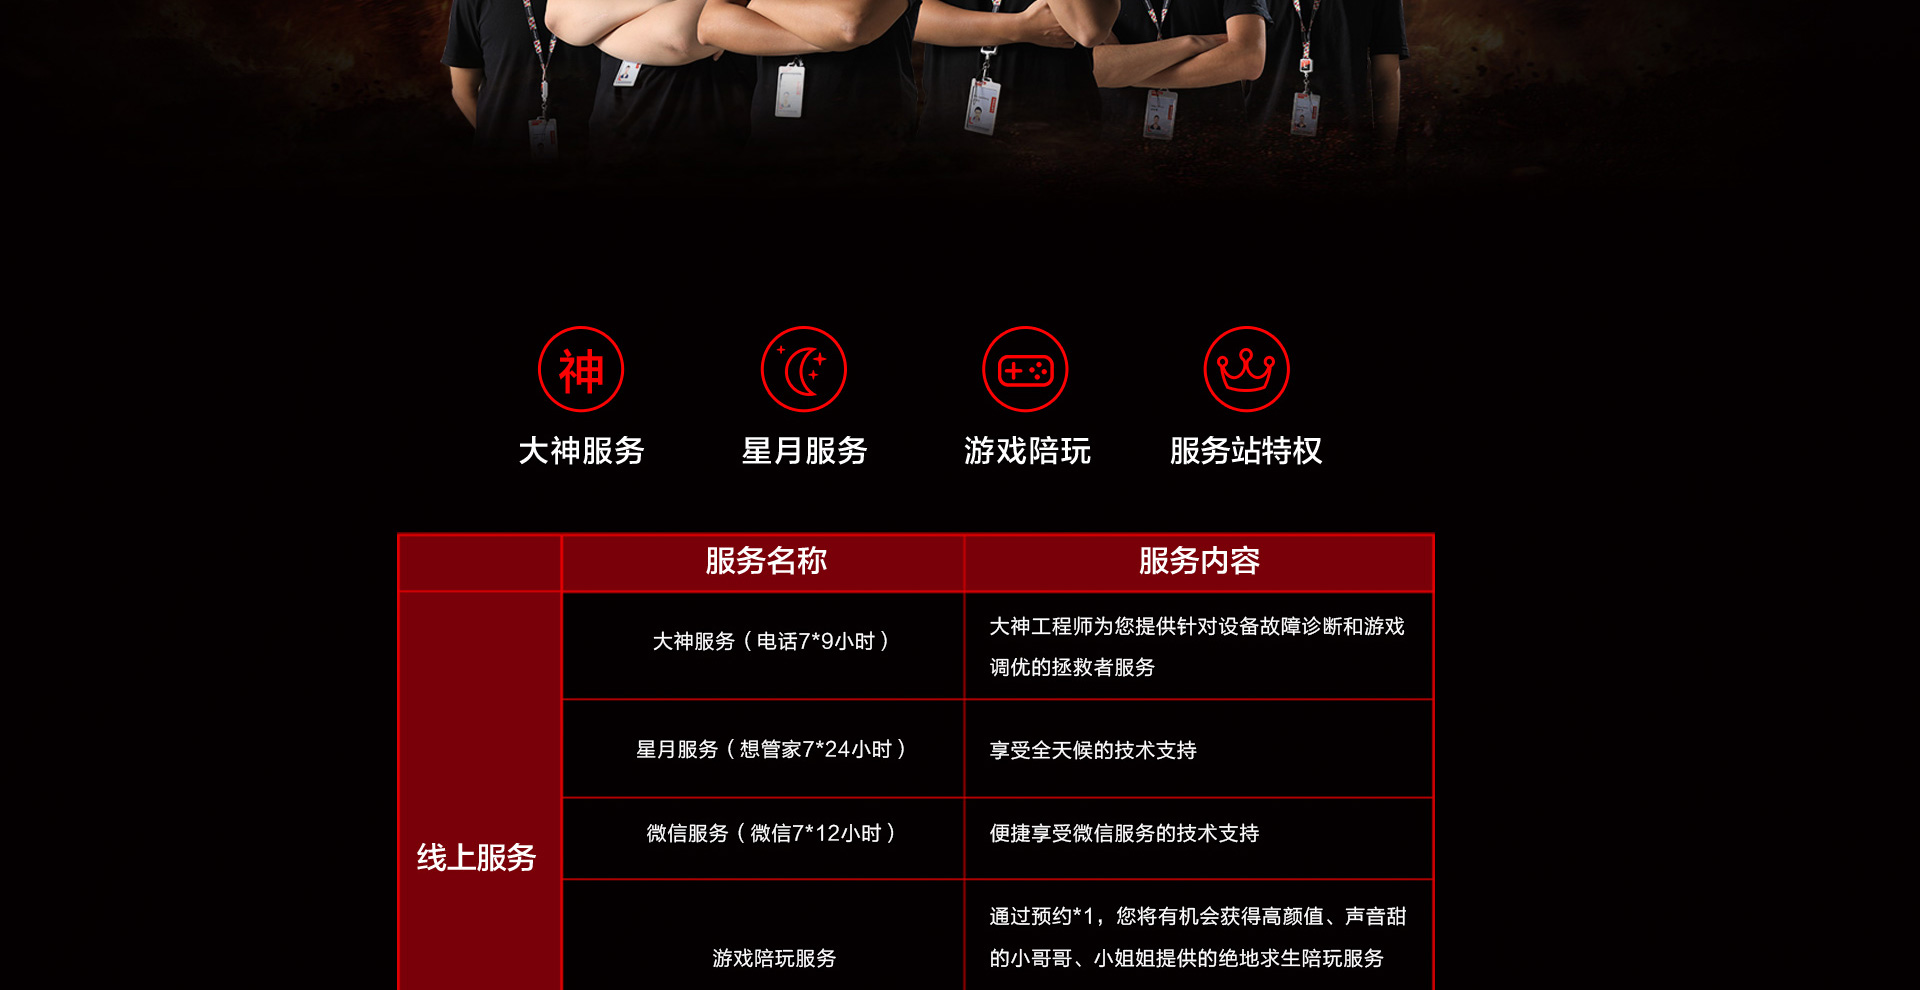 神
大神服务
星月服务
游戏陪玩
服务站特权
服务名称
服务内容
大神服务（电话7*9小时）
大神工程师为您提供针对设备故障诊断和游戏
调优的拯救者服务
星月服务（想管家7*24小时）
享受全天候的技术支持
微信服务（微信7*12小时）
便捷享受微信服务的技术支持
线上服务
游戏陪玩服务
通过预约*1，您将有机会获得高颜值、声音甜
的小哥哥、小姐姐提供的绝地求生陪玩服务